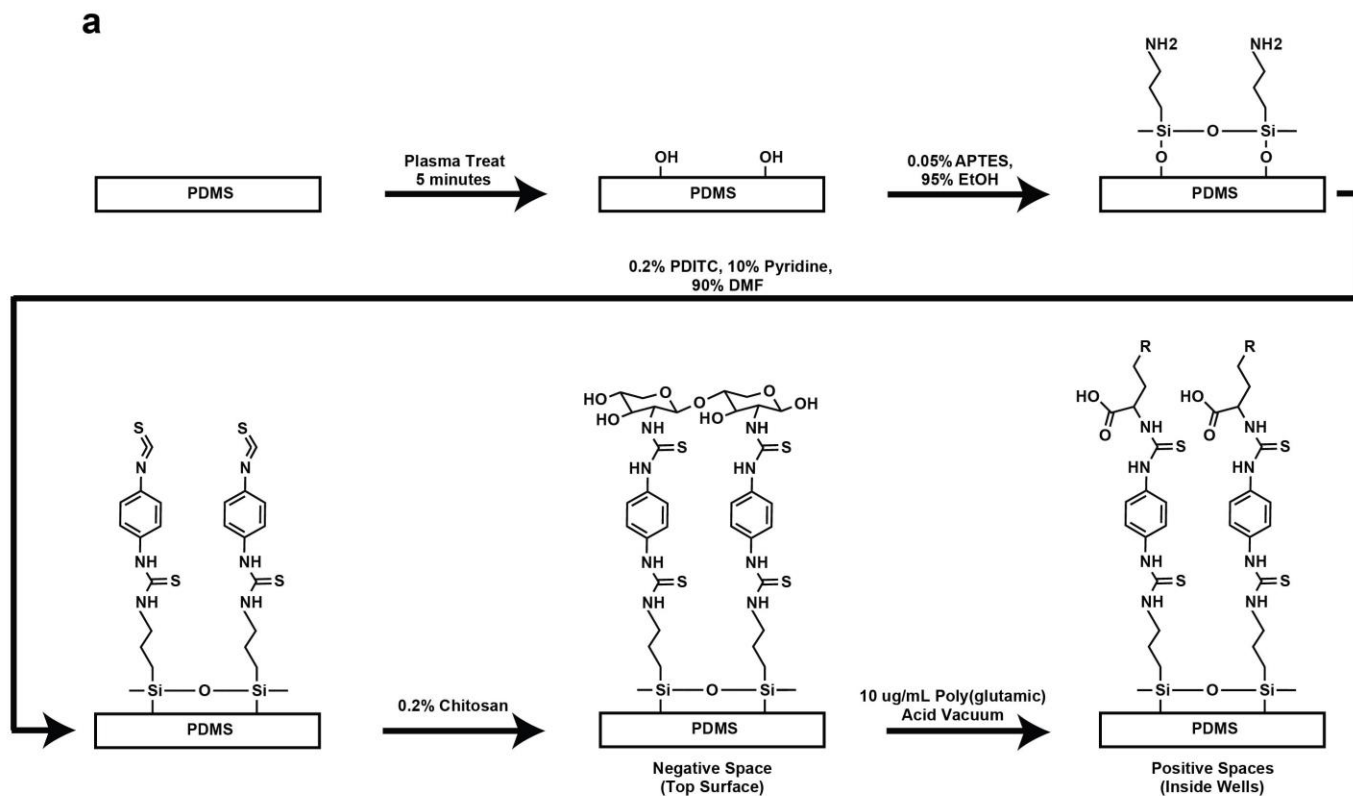 a
PDMS
Plasma Treat
5 minutes
OH OH
PDMS
0.05% APTES,
95% EtOH
NH2 NH2
Si O Si
O O
PDMS
0.2% PDITC, 10% Pyridine,
90% DMF
S S
N N
NH NH
S S
NH NH
Si O Si
PDMS
0.2% Chitosan
O O
HO O OH
HO HO
NH NH
S S
HN HN
NH NH
S S
NH NH
Si O Si
PDMS
Negative Space
(Top Surface)
10 ug/mL Poly(glutamic)
Acid Vacuum
R R
HO HO
O NH O NH
S S
HN HN
NH NH
S S
NH NH
Si O Si
PDMS
Positive Spaces
(Inside Wells)